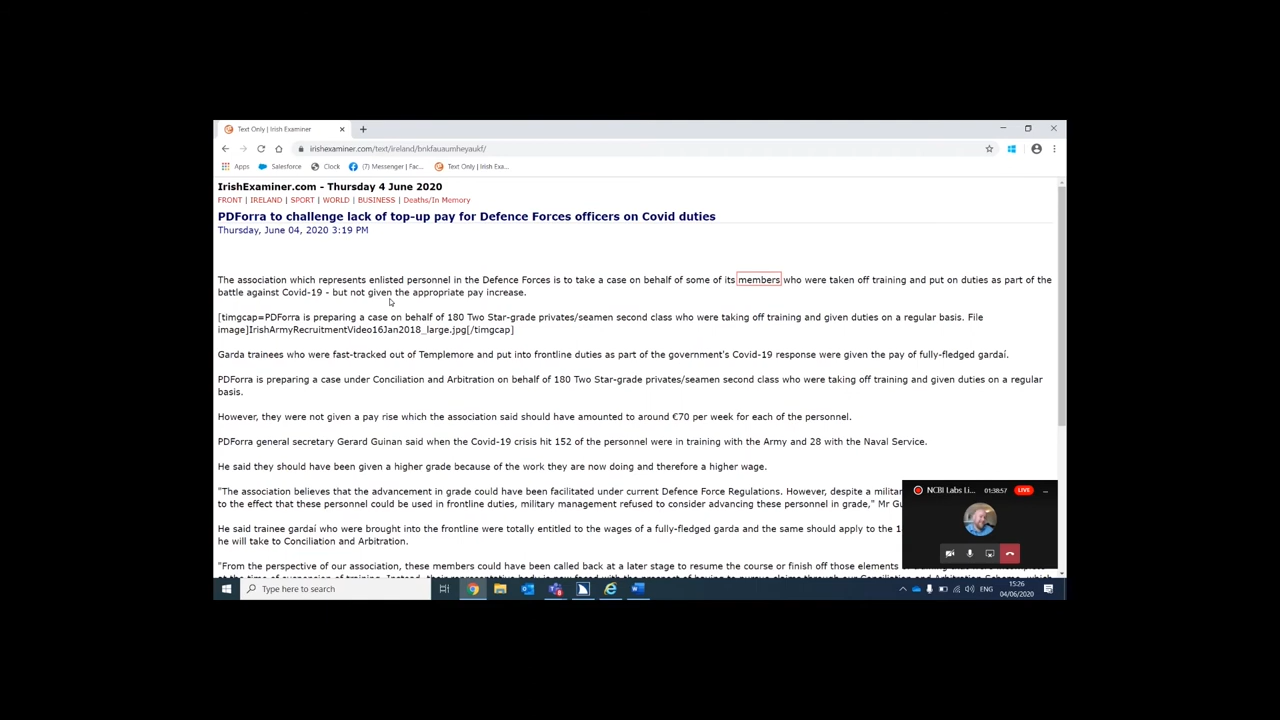 Text Only | Irish Examiner
irishexaminer.com/text/ireland/bnkfauaumheyaukf/
Apps Salesforce Clock (7) Messenger | Fac... Text Only | Irish Exa...
IrishExaminer.com - Thursday 4 June 2020
FRONT | IRELAND | SPORT | WORLD | BUSINESS | Deaths/In Memory
PDForra to challenge lack of top-up pay for Defence Forces officers on Covid duties
Thursday, June 04, 2020 3:19 PM
The association which represents enlisted personnel in the Defence Forces is to take a case on behalf of some of its members who were taken off training and put on duties as part of the
battle against Covid-19 - but not given the appropriate pay increase.
[timgcap=PDForra is preparing a case on behalf of 180 Two Star-grade privates/seamen second class who were taking off training and given duties on a regular basis. File
image]IrishArmyRecruitmentVideo16Jan2018_large.jpg[/timgcap]
Garda trainees who were fast-tracked out of Templemore and put into frontline duties as part of the government's Covid-19 response were given the pay of fully-fledged gardaí.
PDForra is preparing a case under Conciliation and Arbitration on behalf of 180 Two Star-grade privates/seamen second class who were taking off training and given duties on a regular
basis.
However, they were not given a pay rise which the association said should have amounted to around €70 per week for each of the personnel.
PDForra general secretary Gerard Guinan said when the Covid-19 crisis hit 152 of the personnel were in training with the Army and 28 with the Naval Service.
He said they should have been given a higher grade because of the work they are now doing and therefore a higher wage.
"The association believes that the advancement in grade could have been facilitated under current Defence Force Regulations. However, despite a milita
to the effect that these personnel could be used in frontline duties, military management refused to consider advancing these personnel in grade," Mr Gu
He said trainee gardaí who were brought into the frontline were totally entitled to the wages of a fully-fledged garda and the same should apply to the 1
he will take to Conciliation and Arbitration.
"From the perspective of our association, these members could have been called back at a later stage to resume the course or finish off those elements
NCBI Labs Li... 01:38:57 LIVE ...
Type here to search
ENG
15:26
04/06/2020